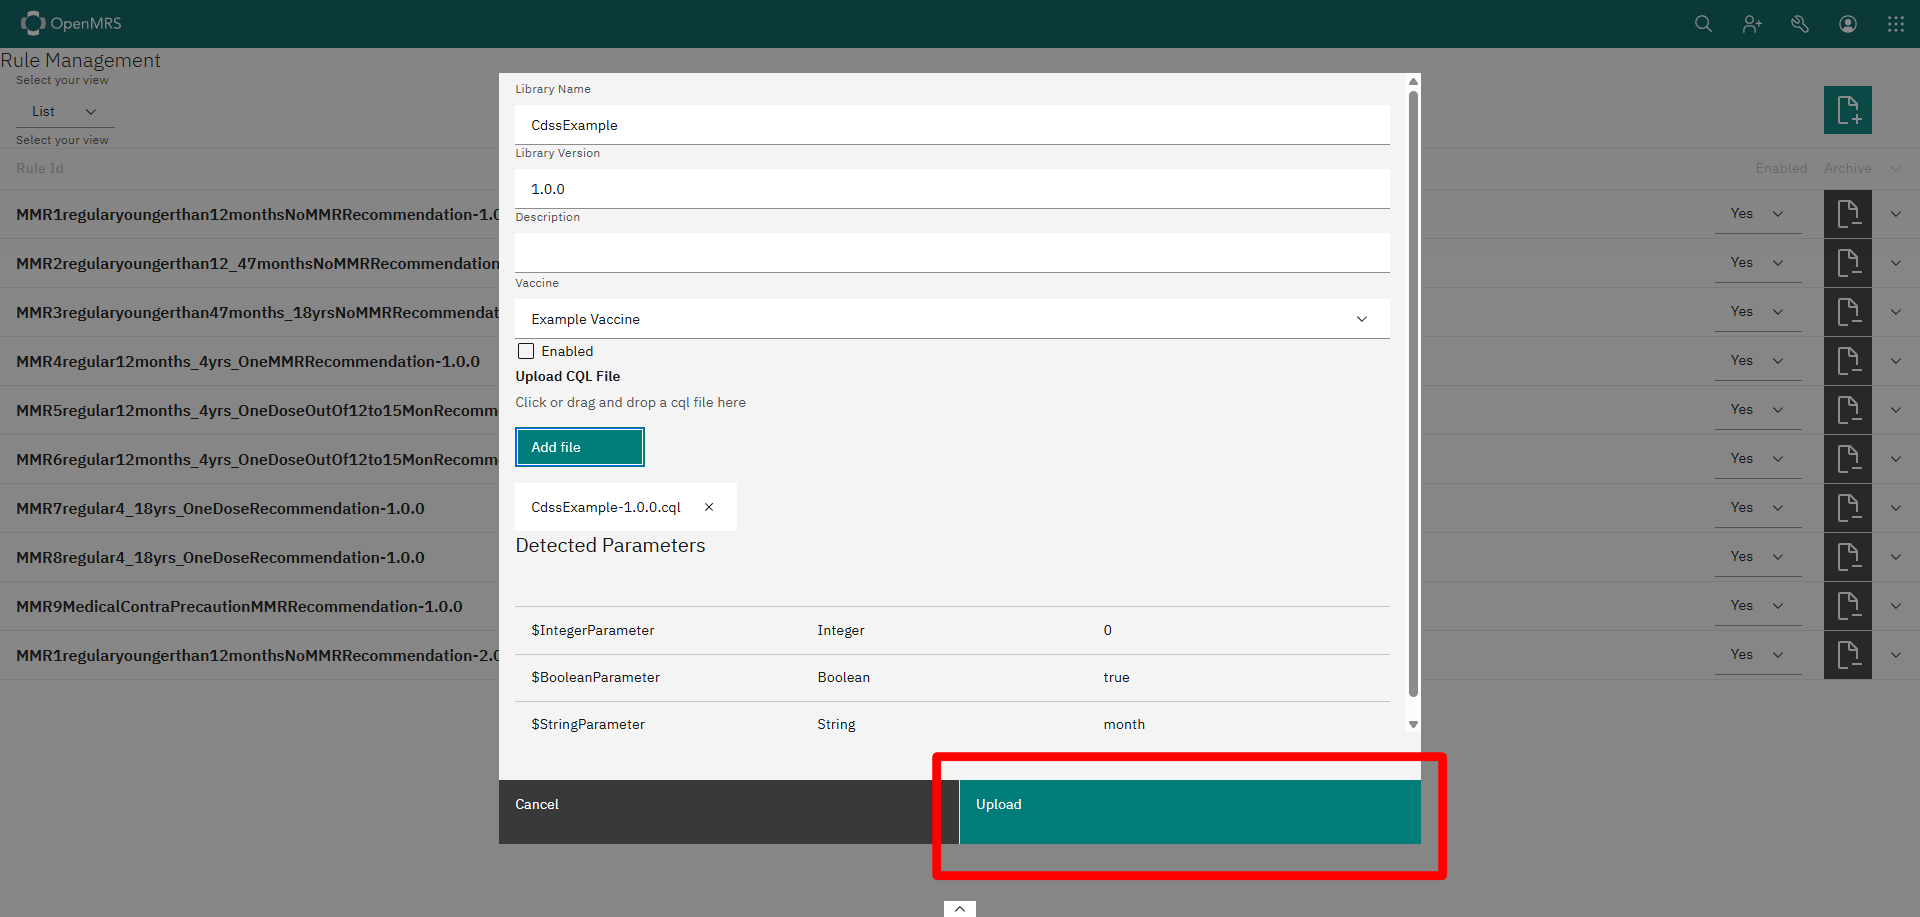 OpenMRS
Rule Management
Select your view
List
Select your view
Rule Id
Enabled
Archive
MMR1regularyoungerthan12monthsNoMMRRecommendation-1.0
Yes
MMR2regularyoungerthan12_47monthsNoMMRRecommendation
Yes
MMR3regularyoungerthan47months_18yrsNoMMRRecommendat
Yes
MMR4regular12months_4yrs_OneMMRRecommendation-1.0.0
Yes
MMR5regular12months_4yrs_OneDoseOutOf12to15MonRecomm
Yes
MMR6regular12months_4yrs_OneDoseOutOf12to15MonRecomm
Yes
MMR7regular4_18yrs_OneDoseRecommendation-1.0.0
Yes
MMR8regular4_18yrs_OneDoseRecommendation-1.0.0
Yes
MMR9MedicalContraPrecautionMMRRecommendation-1.0.0
Yes
MMR1regularyoungerthan12monthsNoMMRRecommendation-2.0
Yes
Library Name
CdssExample
Library Version
1.0.0
Description
Vaccine
Example Vaccine
Enabled
Upload CQL File
Click or drag and drop a cql file here
Add file
CdssExample-1.0.0.cql
Detected Parameters
$IntegerParameter Integer 0
$BooleanParameter Boolean true
$StringParameter String month
Cancel
Upload